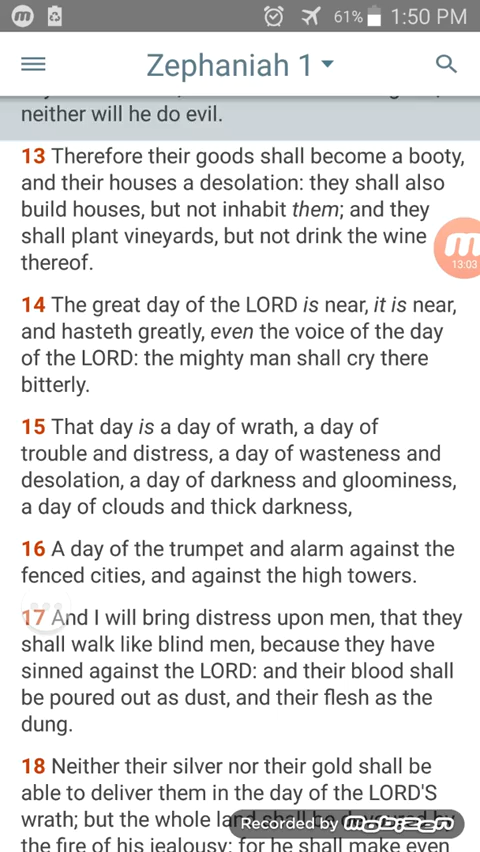 61% 1:50 PM
Zephaniah 1
neither will he do evil.
13 Therefore their goods shall become a booty,
and their houses a desolation: they shall also
build houses, but not inhabit them; and they
shall plant vineyards, but not drink the wine
thereof.
13:03
14 The great day of the LORD is near, it is near,
and hasteth greatly, even the voice of the day
of the LORD: the mighty man shall cry there
bitterly.
15 That day is a day of wrath, a day of
trouble and distress, a day of wasteness and
desolation, a day of darkness and gloominess,
a day of clouds and thick darkness,
16 A day of the trumpet and alarm against the
fenced cities, and against the high towers.
17 And I will bring distress upon men, that they
shall walk like blind men, because they have
sinned against the LORD: and their blood shall
be poured out as dust, and their flesh as the
dung.
18 Neither their silver nor their gold shall be
able to deliver them in the day of the LORD'S
wrath; but the whole land shall be devoured by
Recorded by mobizen
the fire of his jealousy: for he shall make even